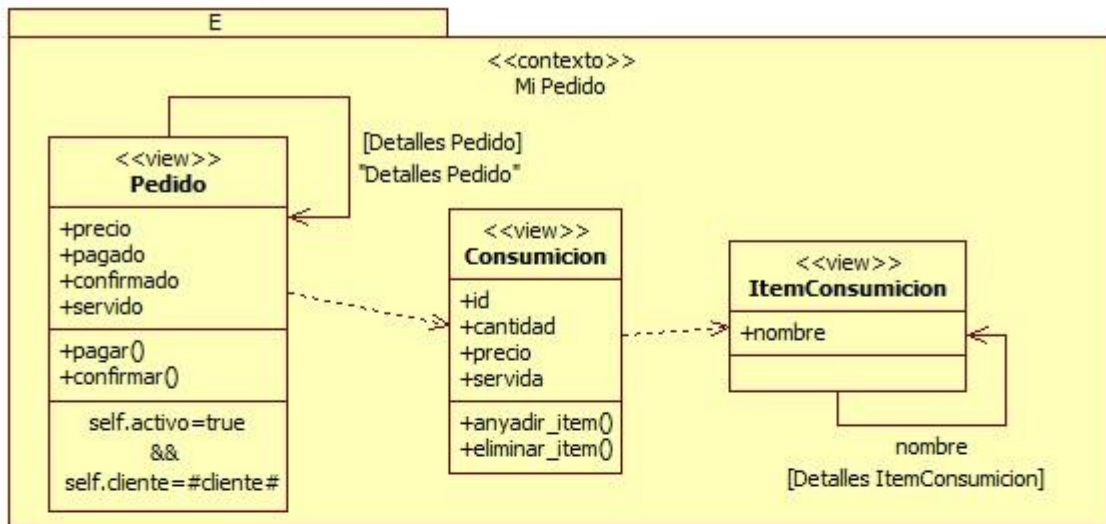 E
<<contexto>>
Mi Pedido
<<view>>
Pedido
+precio
+pagado
+confirmado
+servido
+pagar()
+confirmar()
self.activo=true
&&
self.cliente=#cliente#
[Detalles Pedido]
"Detalles Pedido"
<<view>>
Consumicion
+id
+cantidad
+precio
+servida
+anyadir_item()
+eliminar_item()
<<view>>
ItemConsumicion
+nombre
nombre
[Detalles ItemConsumicion]